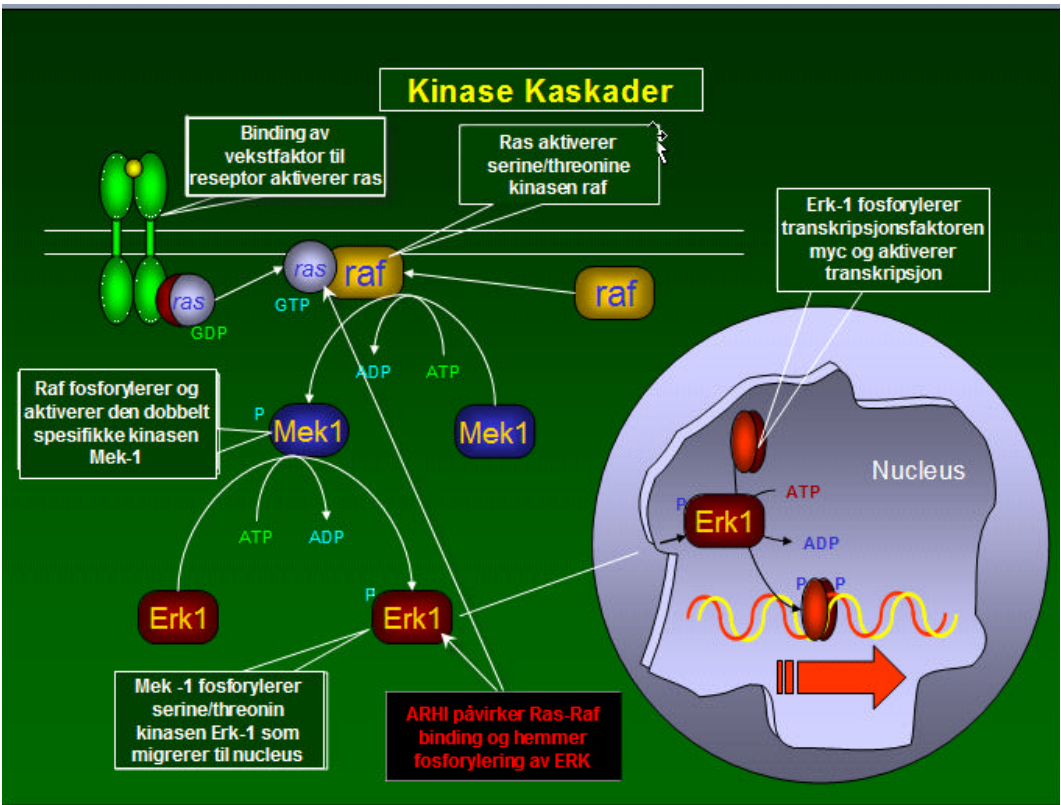 Kinase Kaskader
Binding av
vekstfaktor til
reseptor aktiverer ras
Ras aktiverer
serine/threonine
kinasen raf
Erk-1 fosforylerer
transkripsjonsfaktoren
myc og aktiverer
transkripsjon
ras
GDP
ras
raf
GTP
raf
ADP
ATP
Raf fosforylerer og
aktiverer den dobbelt
spesifikke kinasen
Mek-1
P
Mek1
Mek1
ATP
ADP
Erk1
P
Erk1
Mek -1 fosforylerer
serine/threonin
kinasen Erk-1 som
migrerer til nucleus
ARHI påvirker Ras-Raf
binding og hemmer
fosforylering av ERK
Nucleus
P
Erk1
ATP
ADP
P P